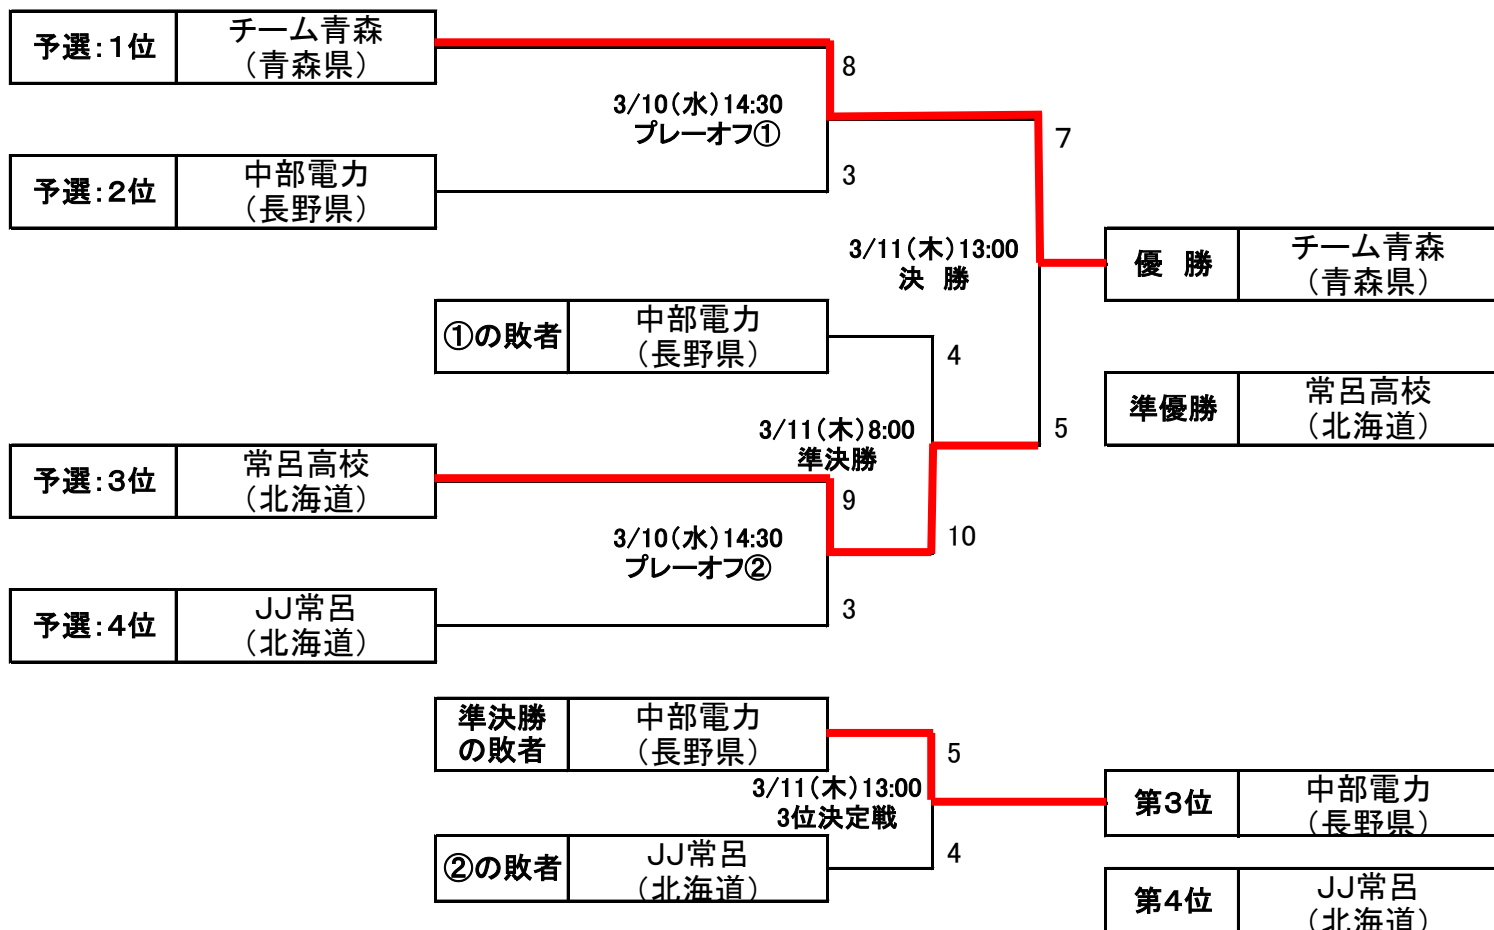 予選：1位
チーム青森
（青森県）
8
3/10（水）14:30
プレーオフ①
7
予選：2位
中部電力
（長野県）
3
3/11（木）13:00
決 勝
優 勝
チーム青森
（青森県）
①の敗者
中部電力
（長野県）
4
準優勝
常呂高校
（北海道）
3/11（木）8:00
準決勝
5
予選：3位
常呂高校
（北海道）
9
3/10（水）14:30
プレーオフ②
10
予選：4位
JJ常呂
（北海道）
3
準決勝
の敗者
中部電力
（長野県）
5
3/11（木）13:00
3位決定戦
第3位
中部電力
（長野県）
②の敗者
JJ常呂
（北海道）
4
第4位
JJ常呂
（北海道）